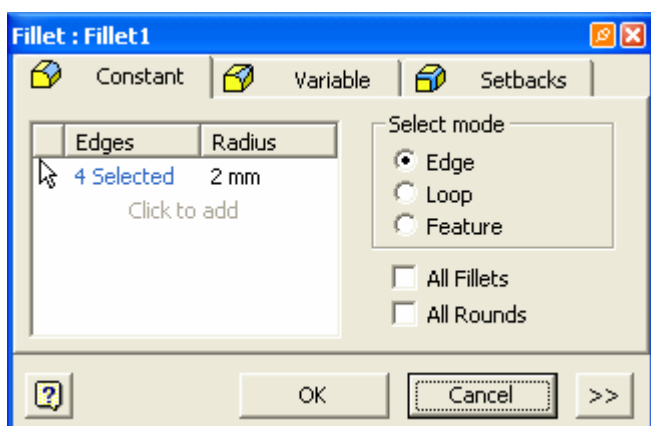 Fillet : Fillet1
Constant Variable Setbacks
Edges Radius
4 Selected 2 mm
Click to add
Select mode
Edge
Loop
Feature
All Fillets
All Rounds
? OK Cancel >>